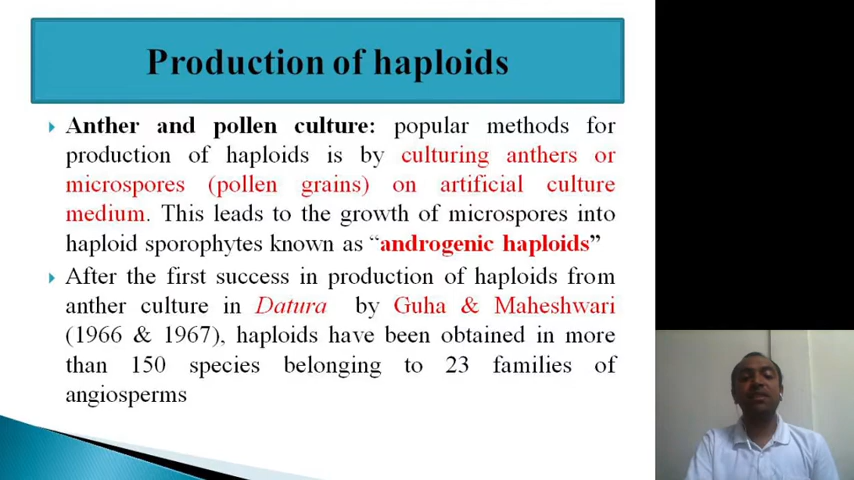 Production of haploids
Anther and pollen culture: popular methods for
production of haploids is by culturing anthers or
microspores (pollen grains) on artificial culture
medium. This leads to the growth of microspores into
haploid sporophytes known as “androgenic haploids”
After the first success in production of haploids from
anther culture in Datura by Guha & Maheshwari
(1966 & 1967), haploids have been obtained in more
than 150 species belonging to 23 families of
angiosperms